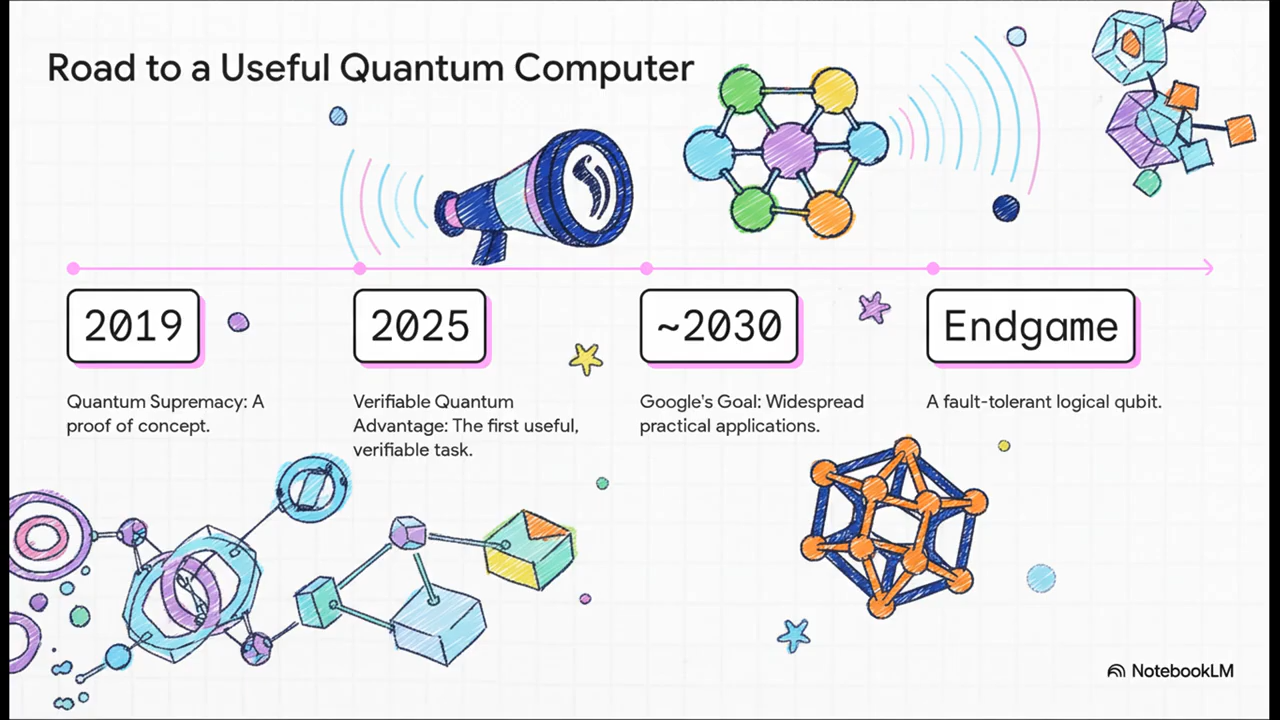 Road to a Useful Quantum Computer
2019
2025
~2030
Endgame
Quantum Supremacy: A
proof of concept.
Verifiable Quantum
Advantage: The first useful,
verifiable task.
Google's Goal: Widespread
practical applications.
A fault-tolerant logical qubit.
NotebookLM